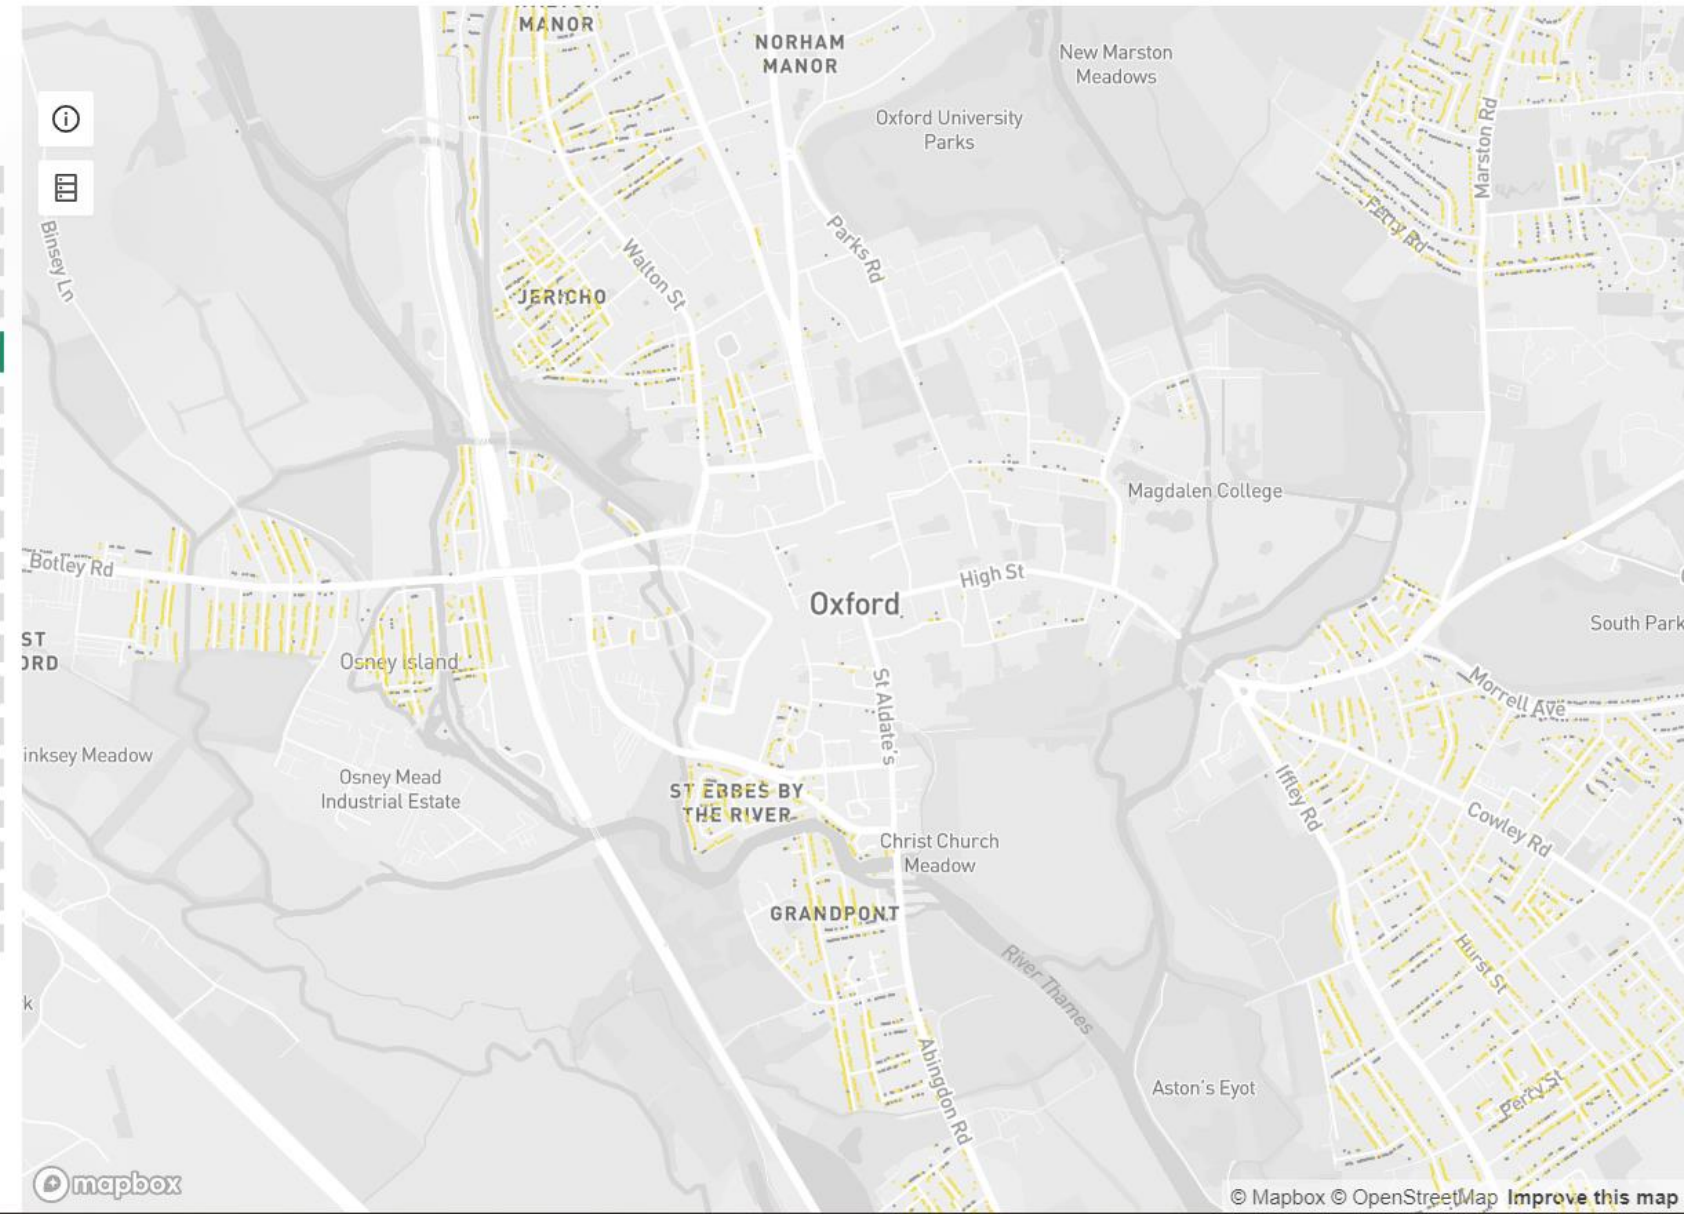 MANOR
NORHAM
MANOR
New Marston
Meadows
Oxford University
Parks
Marston Rd
Ferry Rd
Binsey Ln
Parks Rd
Walton St
JERICHO
Magdalen College
Botley Rd
High St
Oxford
South Park
ST
ORD
Osney island
St Aldate's
Morrell Ave
inksey Meadow
Osney Mead
Industrial Estate
ST EBBES BY
THE RIVER
Iffley Rd
Cowley Rd
Christ Church
Meadow
GRANDPONT
Hurst St
River Thames
k
Abingdon Rd
Aston's Eyot
Percy St
mapbox
© Mapbox © OpenStreetMap Improve this map